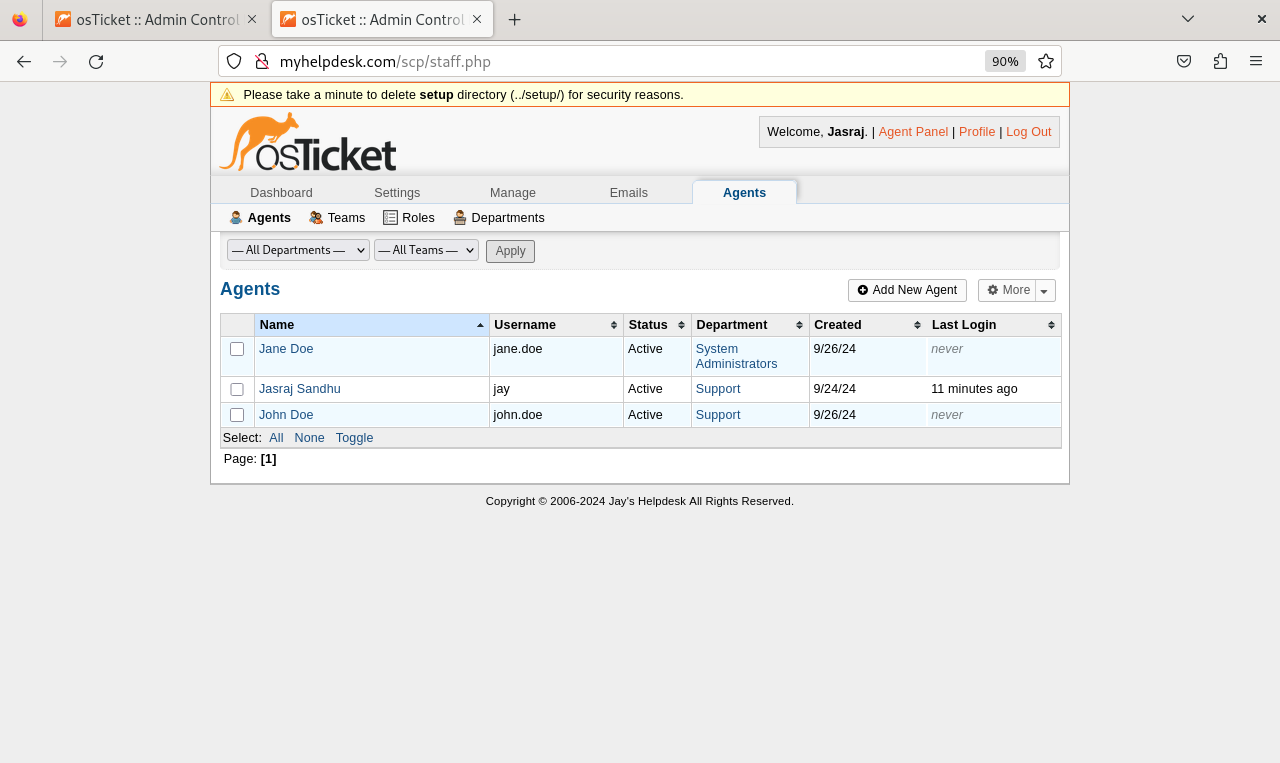 osTicket :: Admin Control
osTicket :: Admin Control
myhelpdesk.com/scp/staff.php
90%
Please take a minute to delete setup directory (../setup/) for security reasons.
osTicket
Welcome, Jasraj. | Agent Panel | Profile | Log Out
Dashboard Settings Manage Emails Agents
Agents Teams Roles Departments
— All Departments — — All Teams — Apply
Agents
Add New Agent More
Name Username Status Department Created Last Login
Jane Doe jane.doe Active System Administrators 9/26/24 never
Jasraj Sandhu jay Active Support 9/24/24 11 minutes ago
John Doe john.doe Active Support 9/26/24 never
Select: All None Toggle
Page: [1]
Copyright © 2006-2024 Jay's Helpdesk All Rights Reserved.